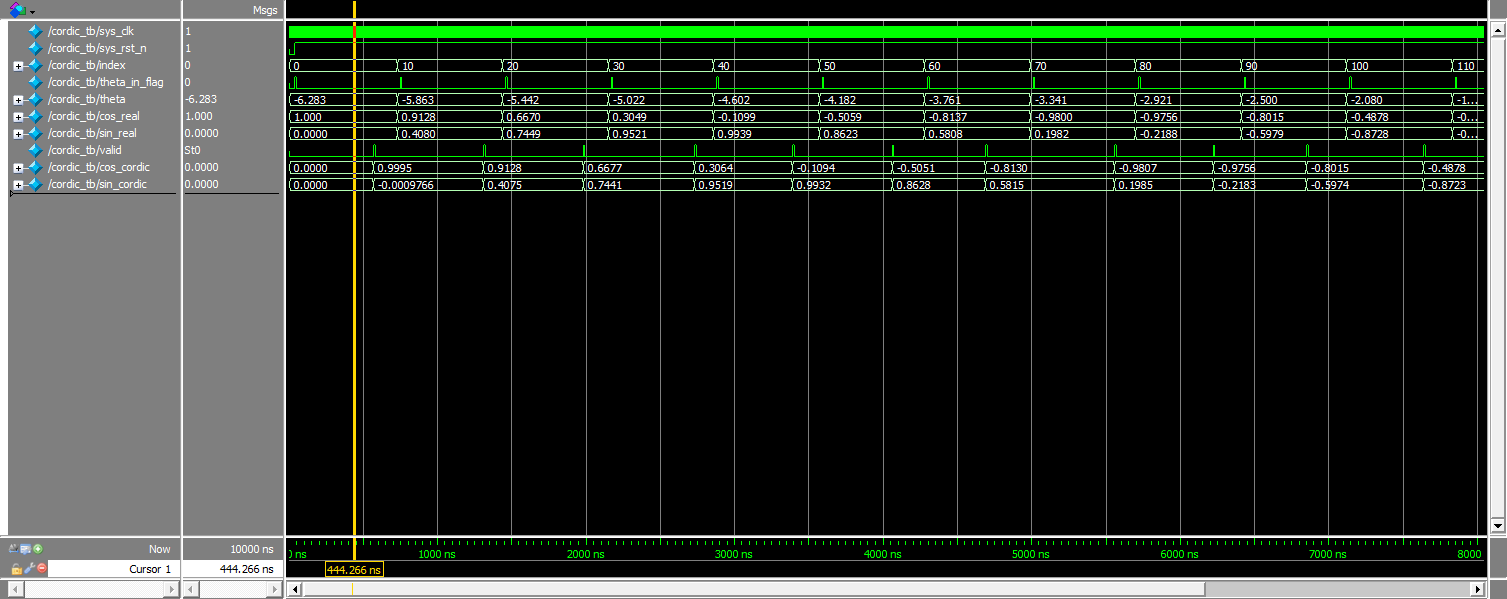 Msgs
/cordic_tb/sys_clk 1
/cordic_tb/sys_rst_n 1
/cordic_tb/index 0 0 10 20 30 40 50 60 70 80 90 100 110
/cordic_tb/theta_in_flag 0
/cordic_tb/theta -6.283 -6.283 -5.863 -5.442 -5.022 -4.602 -4.182 -3.761 -3.341 -2.921 -2.500 -2.080 -1...
/cordic_tb/cos_real 1.000 1.000 0.9128 0.6670 0.3049 -0.1099 -0.5059 -0.8137 -0.9800 -0.9756 -0.8015 -0.4878 -0...
/cordic_tb/sin_real 0.0000 0.0000 0.4080 0.7449 0.9521 0.9939 0.8623 0.5808 0.1982 -0.2188 -0.5979 -0.8728 -0...
/cordic_tb/valid St0
/cordic_tb/cos_cordic 0.0000 0.0000 0.9995 0.9128 0.6677 0.3064 -0.1094 -0.5051 -0.8130 -0.9807 -0.9756 -0.8015 -0.4878
/cordic_tb/sin_cordic 0.0000 0.0000 -0.0009766 0.4075 0.7441 0.9519 0.9932 0.8628 0.5815 0.1985 -0.2183 -0.5974 -0.8723
Now 10000 ns ns 1000 ns 2000 ns 3000 ns 4000 ns 5000 ns 6000 ns 7000 ns 8000
Cursor 1 444.266 ns 444.266 ns